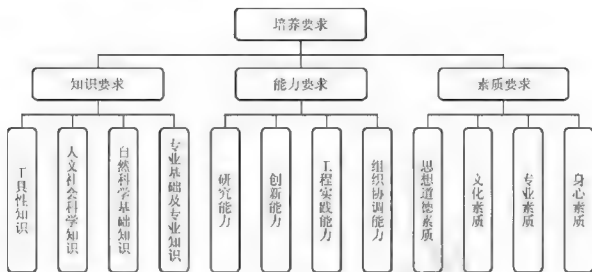 培养要求
知识要求
能力要求
素质要求
工具性知识
人文社会科学知识
自然科学基础知识
专业基础及专业知识
研究能力
创新能力
工程实践能力
组织协调能力
思想道德素质
文化素质
专业素质
身心素质